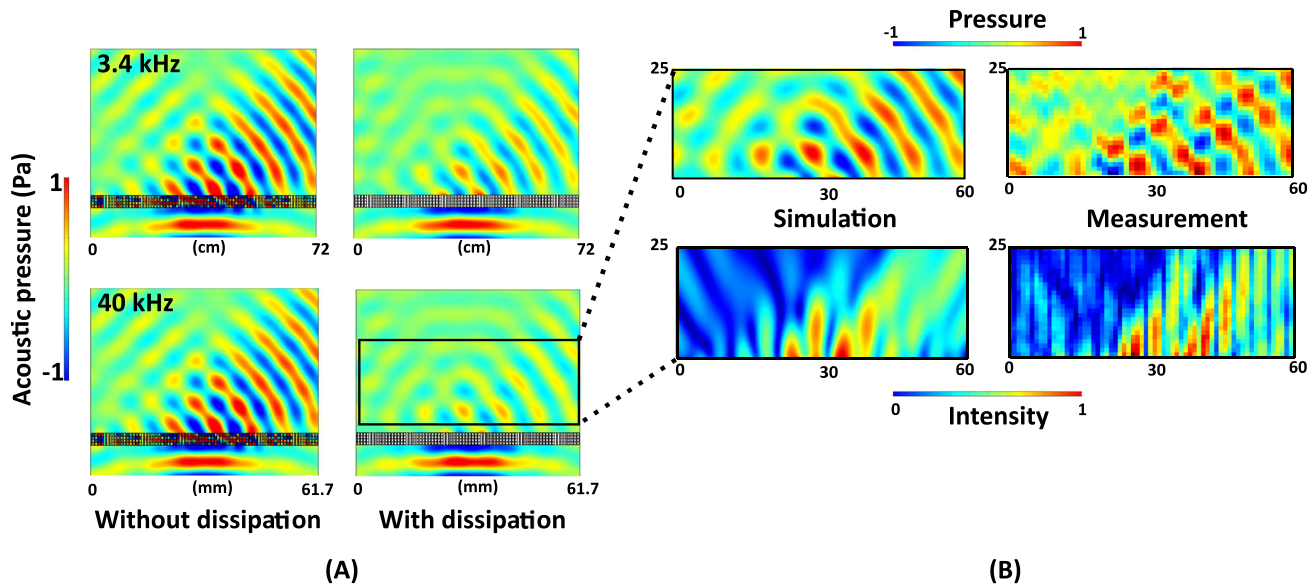 Acoustic pressure (Pa)
1
-1
3.4 kHz
0 (cm) 72
0 (cm) 72
40 kHz
0 (mm) 61.7
0 (mm) 61.7
Without dissipation
With dissipation
(A)
Pressure
-1 1
25
0 30 60
Simulation
25
0 30 60
Measurement
25
0 30 60
25
0 30 60
0 1
Intensity
(B)